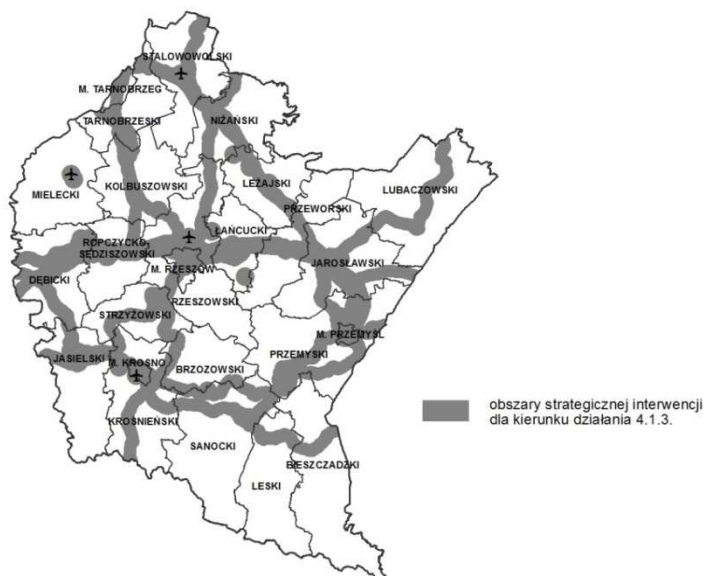 STALOWOWOLSKI
M. TARNOBRZEG
TARNOBRZESKI
NIŻAŃSKI
MIELECKI
KOLBUSZOWSKI
LEŻAJSKI
LUBACZOWSKI
PRZEWORSKI
ŁAŃCUCKI
ROPCZYCKO
SĘDZISZOWSKI
M. RZESZÓW
JAROSŁAWSKI
DĘBICKI
RZESZOWSKI
STRZYŻOWSKI
M. PRZEMYŚL
JASIELSKI
M. KROSNO
BRZOZOWSKI
PRZEMYSKI
KROŚNIEŃSKI
SANOCKI
LESKI
BIESZCZADZKI
obszary strategicznej interwencji
dla kierunku działania 4.1.3.